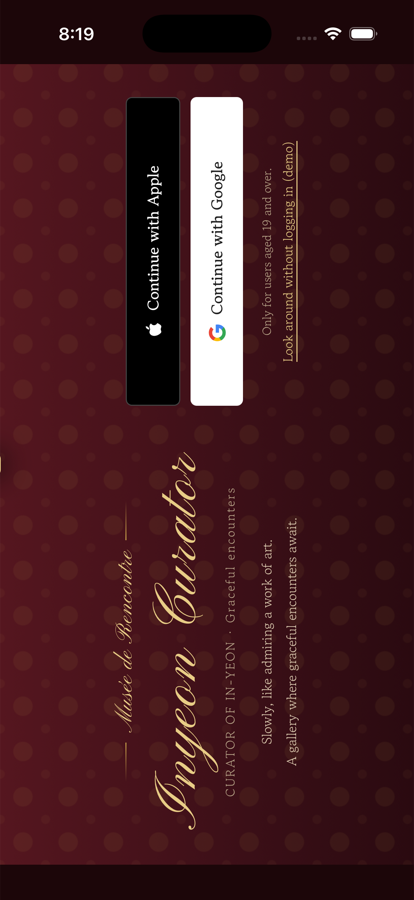 8:19
Musée de Rencontre
Inyeon Curator
CURATOR OF IN-YEON · Graceful encounters
Slowly, like admiring a work of art.
A gallery where graceful encounters await.
Continue with Apple
Continue with Google
Only for users aged 19 and over.
Look around without logging in (demo)